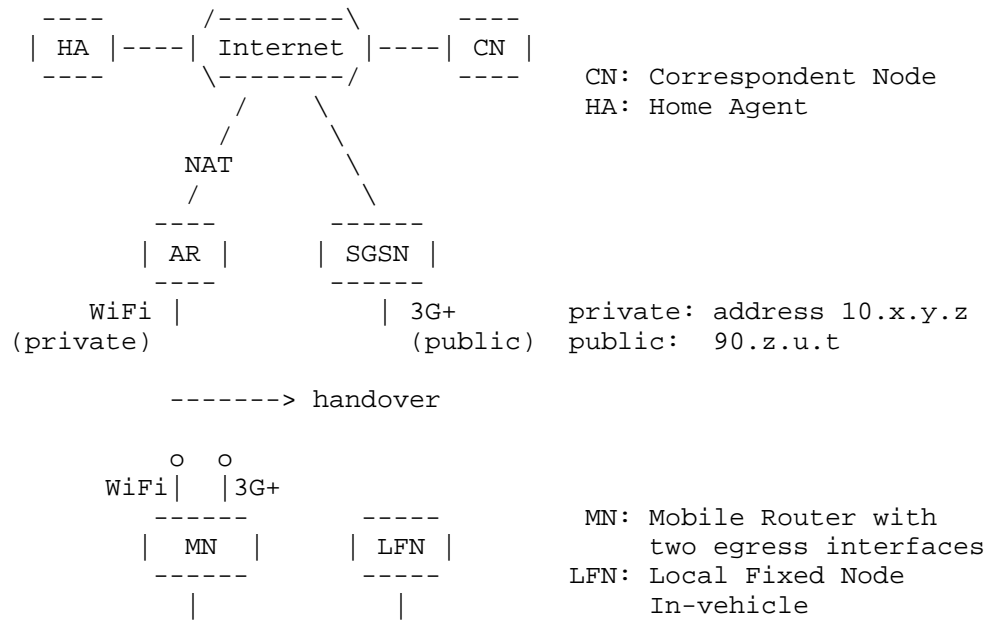 HA Internet CN
CN: Correspondent Node
HA: Home Agent
NAT
AR SGSN
WiFi 3G+ private: address 10.x.y.z
(private) (public) public: 90.z.u.t
-------> handover
o o
WiFi 3G+
MN LFN MN: Mobile Router with
two egress interfaces
LFN: Local Fixed Node
In-vehicle